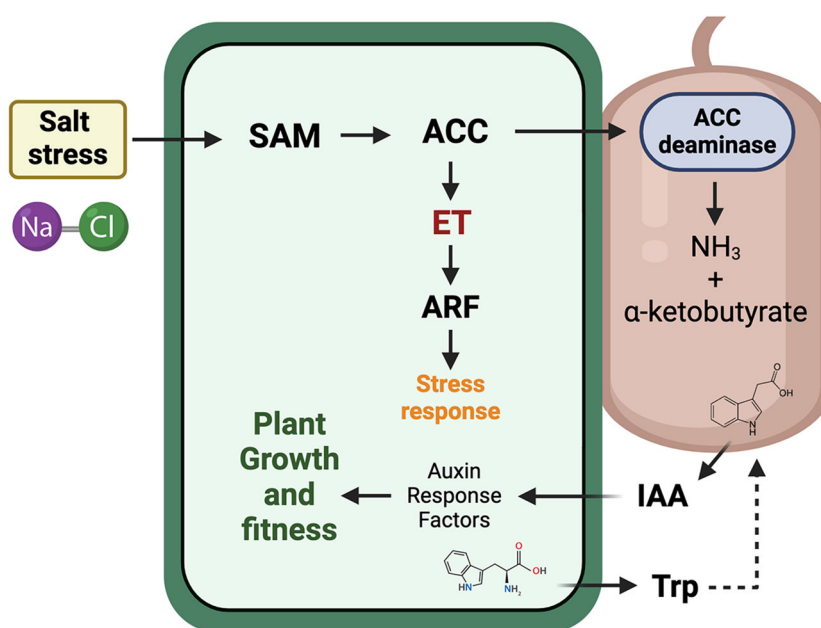 Salt
stress
Na
Cl
SAM
ACC
ET
ARF
Stress
response
Plant
Growth
and
fitness
Auxin
Response
Factors
O
OH
HN
NH₂
ACC
deaminase
NH₃
+
α-ketobutyrate
O
OH
N
H
IAA
Trp